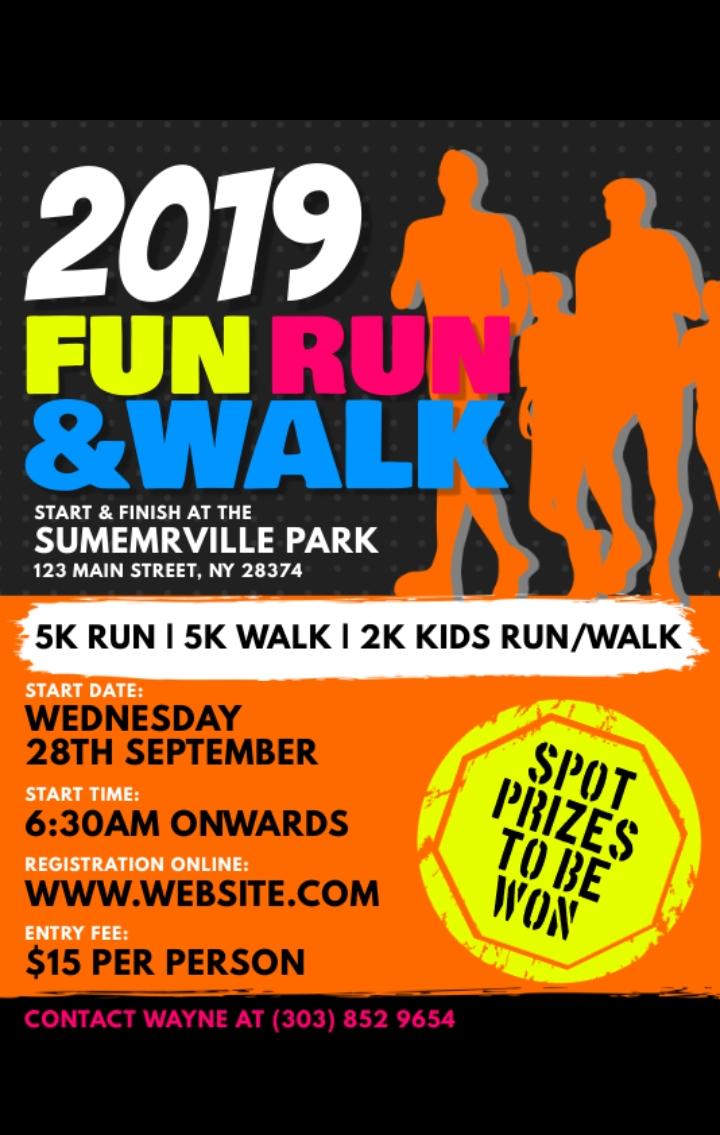 2019
FUN RUN
&WALK
START & FINISH AT THE
SUMEMRVILLE PARK
123 MAIN STREET, NY 28374
5K RUN | 5K WALK | 2K KIDS RUN/WALK
START DATE:
WEDNESDAY
28TH SEPTEMBER
START TIME:
6:30AM ONWARDS
REGISTRATION ONLINE:
WWW.WEBSITE.COM
ENTRY FEE:
$15 PER PERSON
SPOT
PRIZES
TO BE
WON
CONTACT WAYNE AT (303) 852 9654